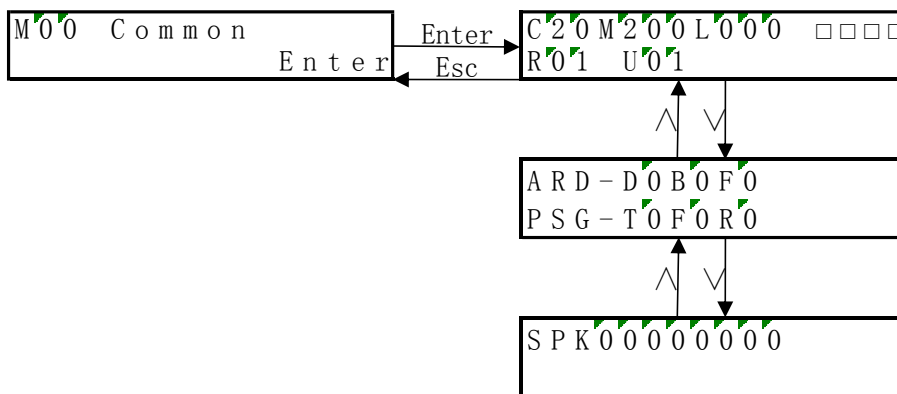 M00 Common
Enter
Enter
Esc
C20M200L000 □□□□
R01 U01
∧ ∨
ARD-D0B0F0
PSG-T0F0R0
∧ ∨
SPK00000000